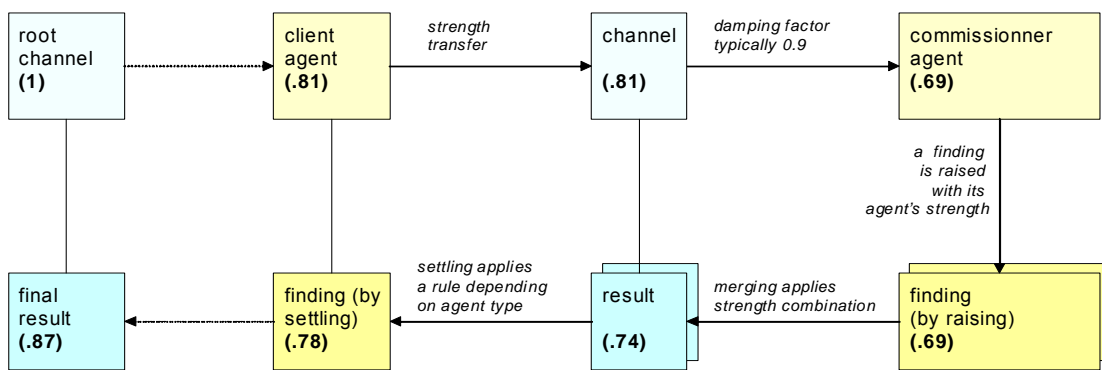 root
channel
(1)
client
agent
(.81)
strength
transfer
channel
(.81)
damping factor
typically 0.9
commissionner
agent
(.69)
a finding
is raised
with its
agent's strength
final
result
(.87)
finding (by
settling)
(.78)
settling applies
a rule depending
on agent type
result
(.74)
merging applies
strength combination
finding
(by raising)
(.69)